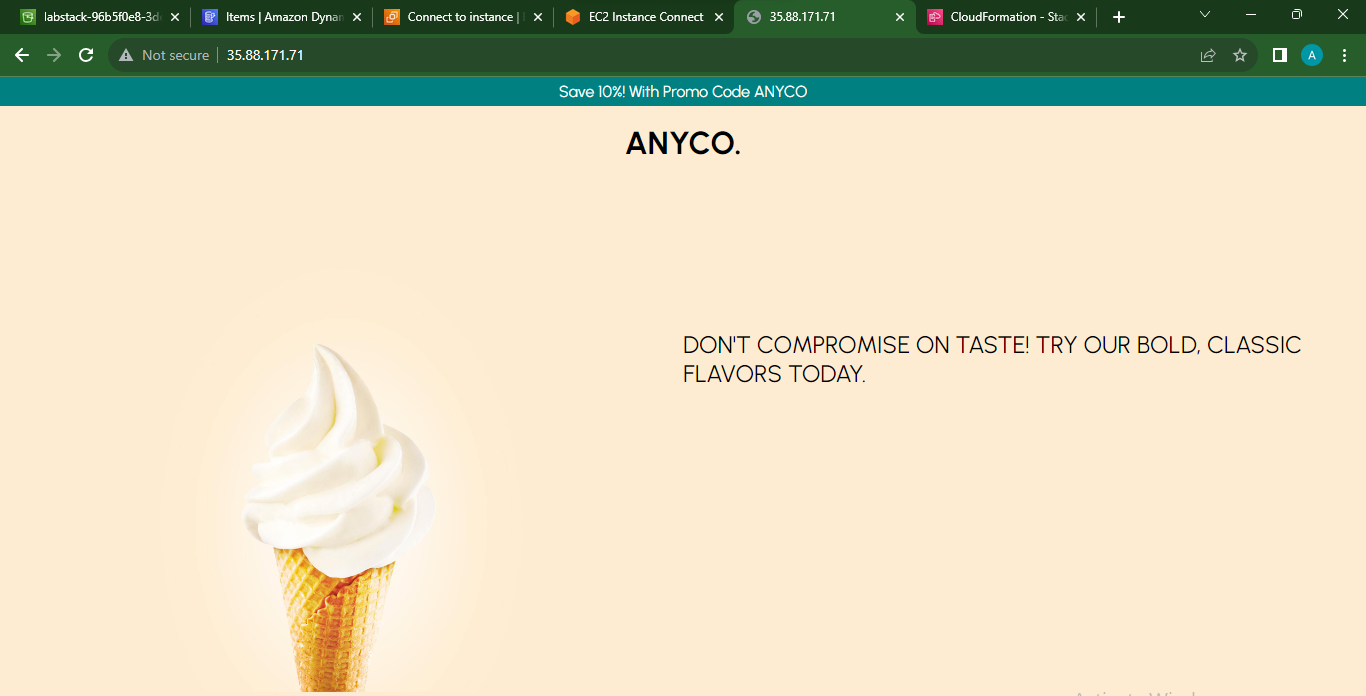 labstack-96b5f0e8-3d
Items | Amazon Dynan
Connect to instance |
EC2 Instance Connect
35.88.171.71
CloudFormation - Stac
Not secure
35.88.171.71
A
Save 10%! With Promo Code ANYCO
ANYCO.
DON'T COMPROMISE ON TASTE! TRY OUR BOLD, CLASSIC
FLAVORS TODAY.